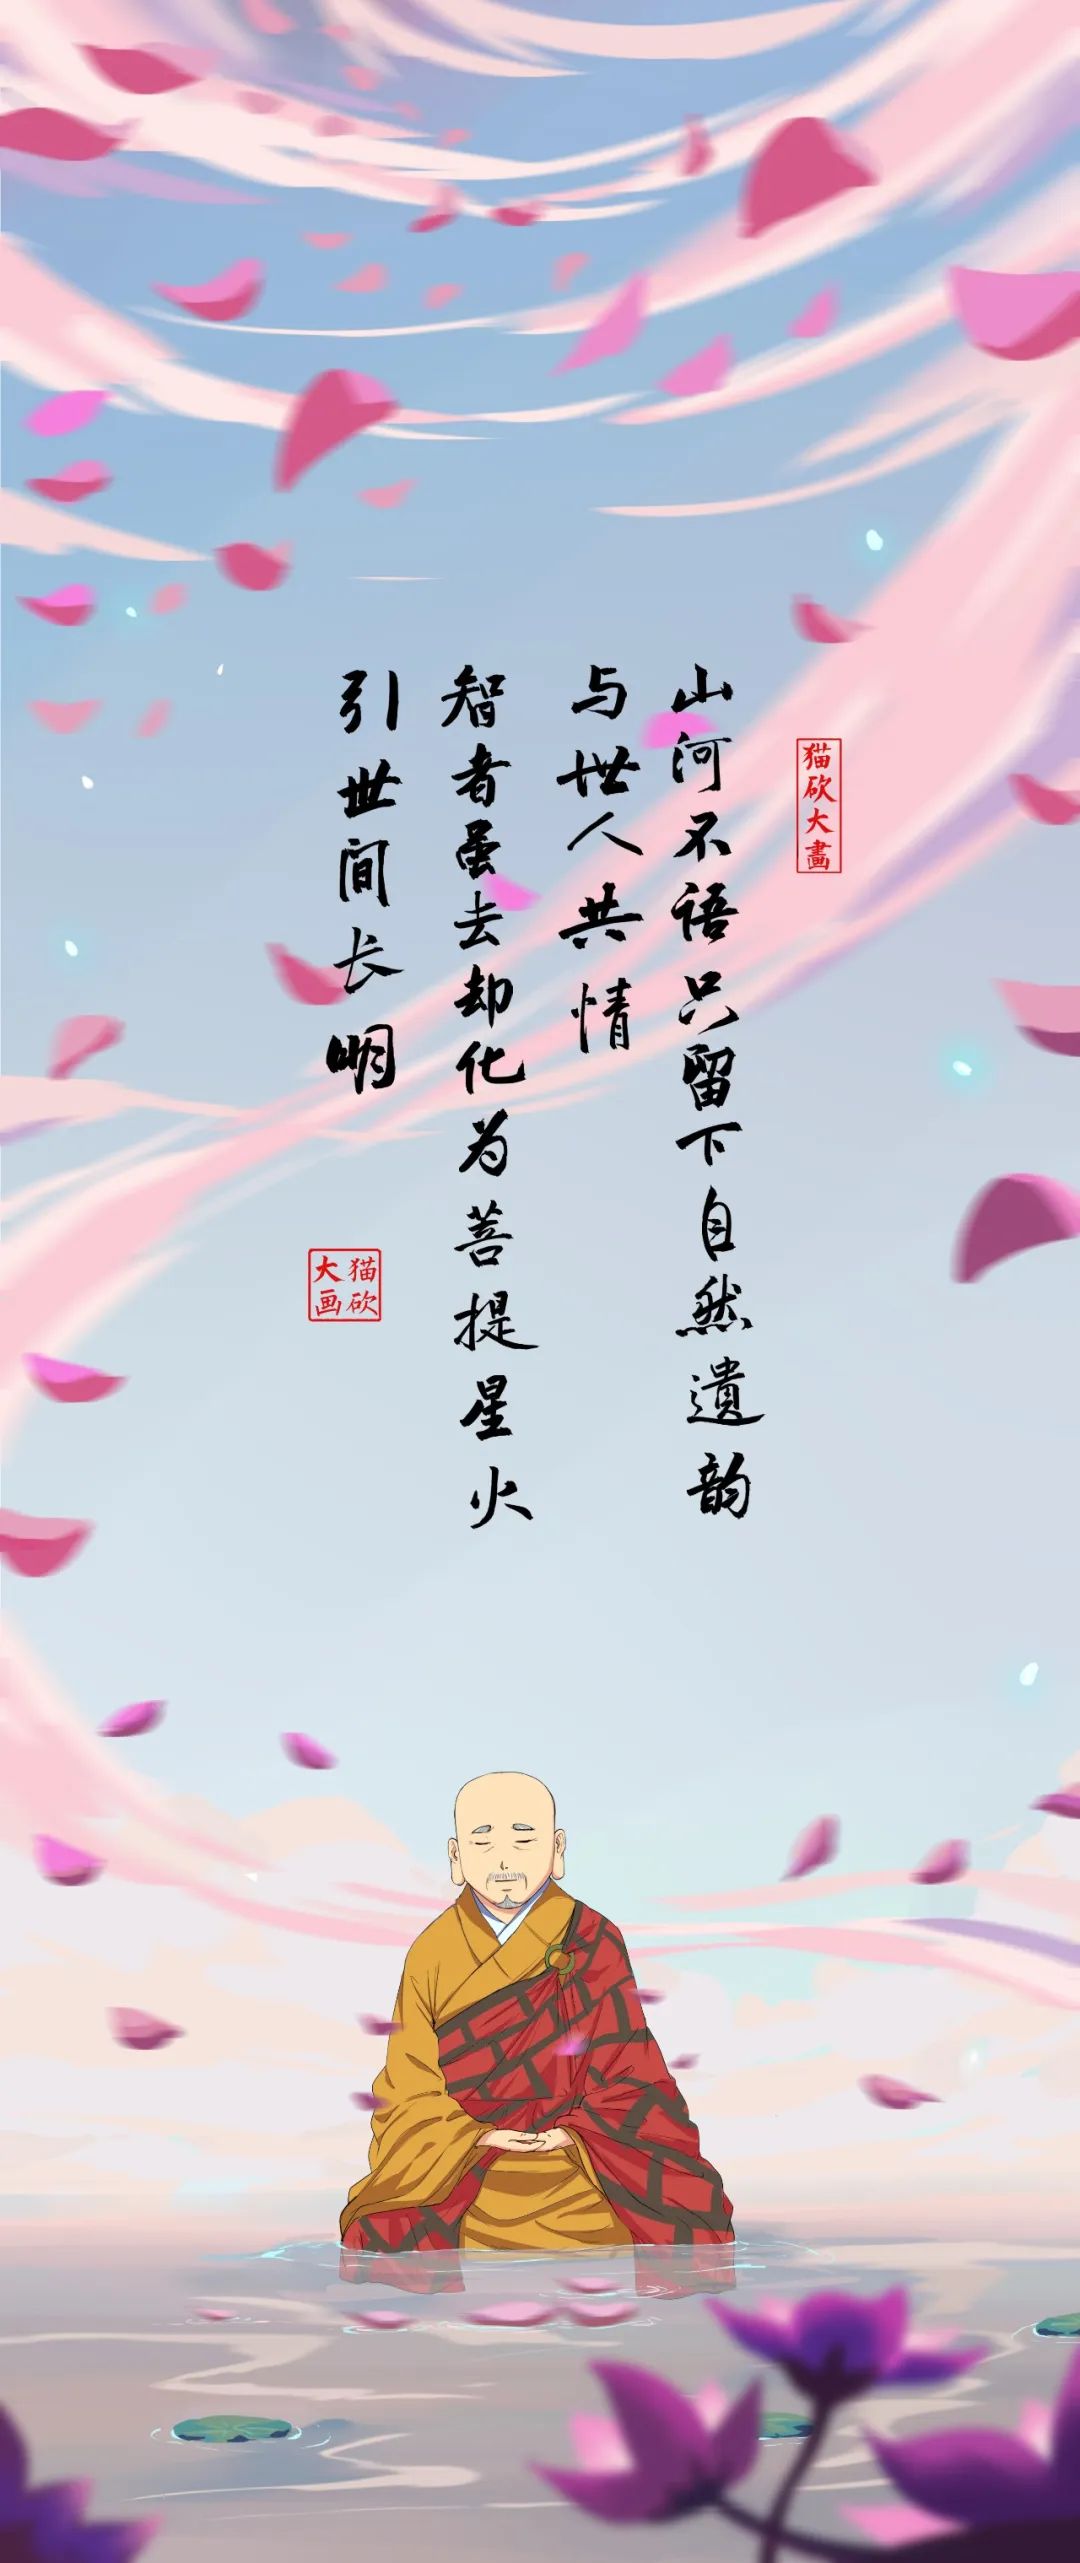 猫砍大畫
山河不语只留下自然遺韵
与世人共情
智者虽去却化为菩提星火
引世间长明
猫砍
大画